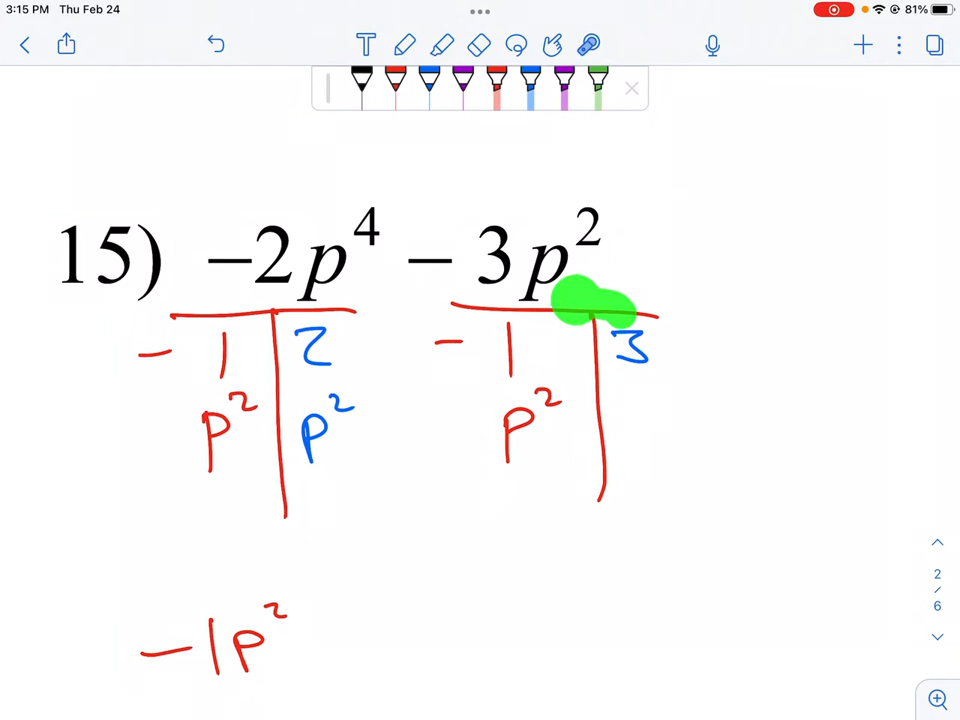 3:15 PM Thu Feb 24 81%
T
15) −2p⁴ − 3p²
− 1 2 − 1 3
p² p² p²
2
/
6
−1p²